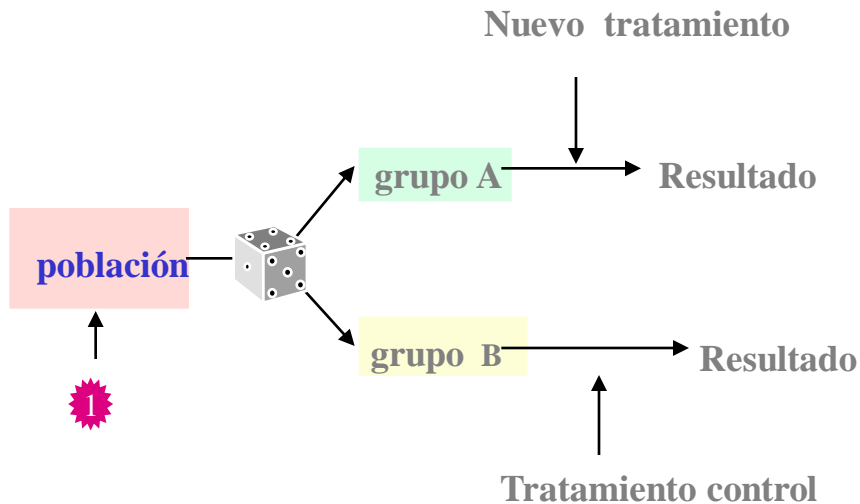 Nuevo tratamiento
grupo A
Resultado
población
grupo B
Resultado
1
Tratamiento control